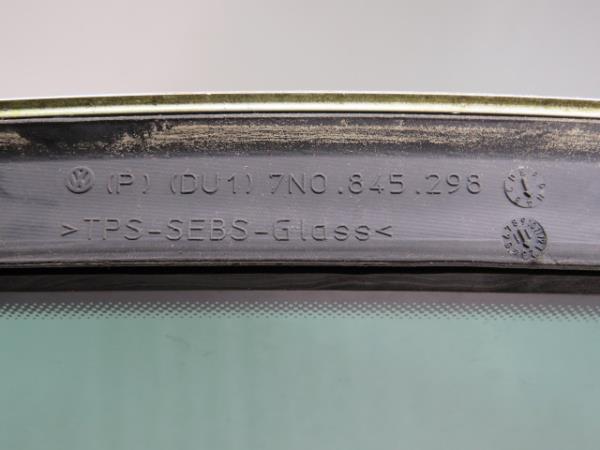 (P) (DU1) 7N0.845.298
>TPS-SEBS-Glass<